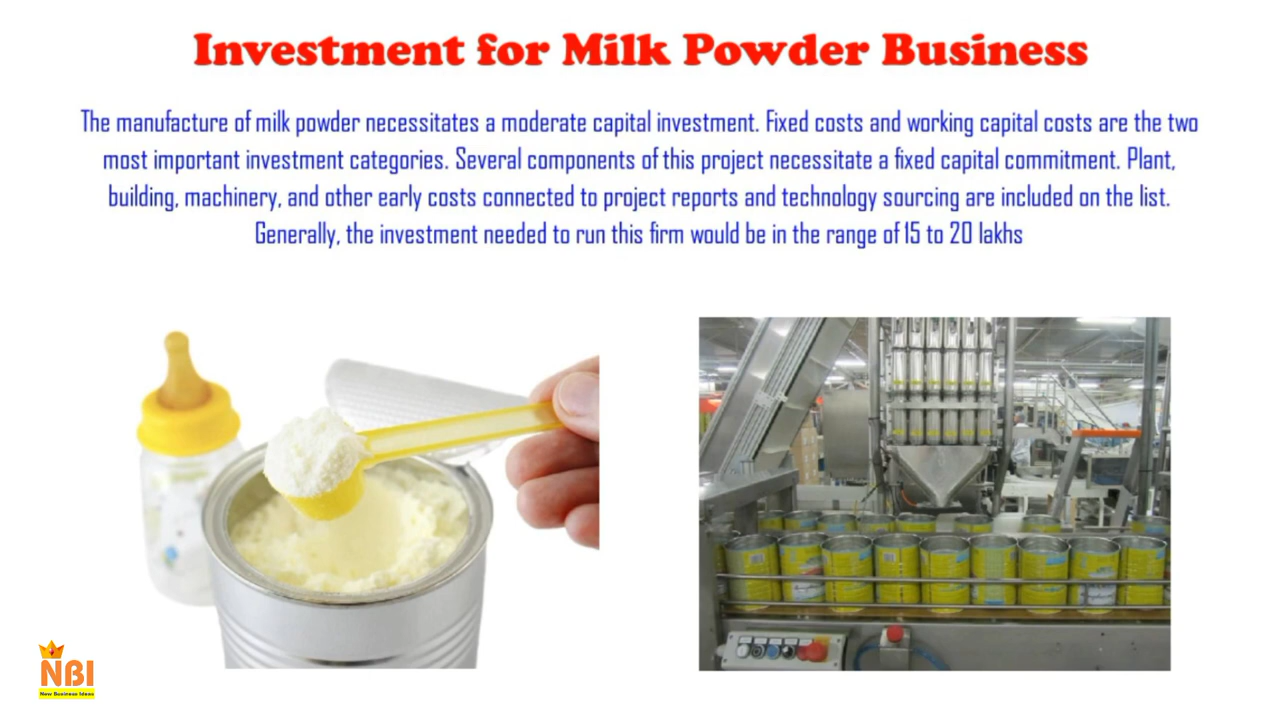 Investment for Milk Powder Business
The manufacture of milk powder necessitates a moderate capital investment. Fixed costs and working capital costs are the two
most important investment categories. Several components of this project necessitate a fixed capital commitment. Plant,
building, machinery, and other early costs connected to project reports and technology sourcing are included on the list.
Generally, the investment needed to run this firm would be in the range of 15 to 20 lakhs
NBI
New Business Ideas